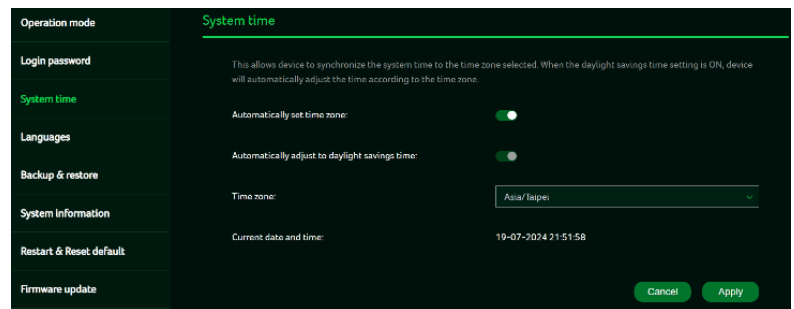 Operation mode
Login password
System time
Languages
Backup & restore
System information
Restart & Reset default
Firmware update
System time
This allows device to synchronize the system time to the time zone selected. When the daylight savings time setting is ON, device
will automatically adjust the time according to the time zone.
Automatically set time zone:
Automatically adjust to daylight savings time:
Time zone:
Asia/Taipei
Current date and time:
19-07-2024 21:51:58
Cancel
Apply